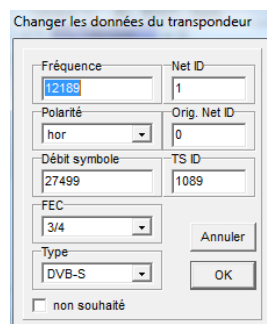 Changer les données du transpondeur
Fréquence Net ID
12189 1
Polarité Orig. Net ID
hor 0
Débit symbole TS ID
27499 1089
FEC
3/4
Annuler
Type
DVB-S
OK
non souhaité